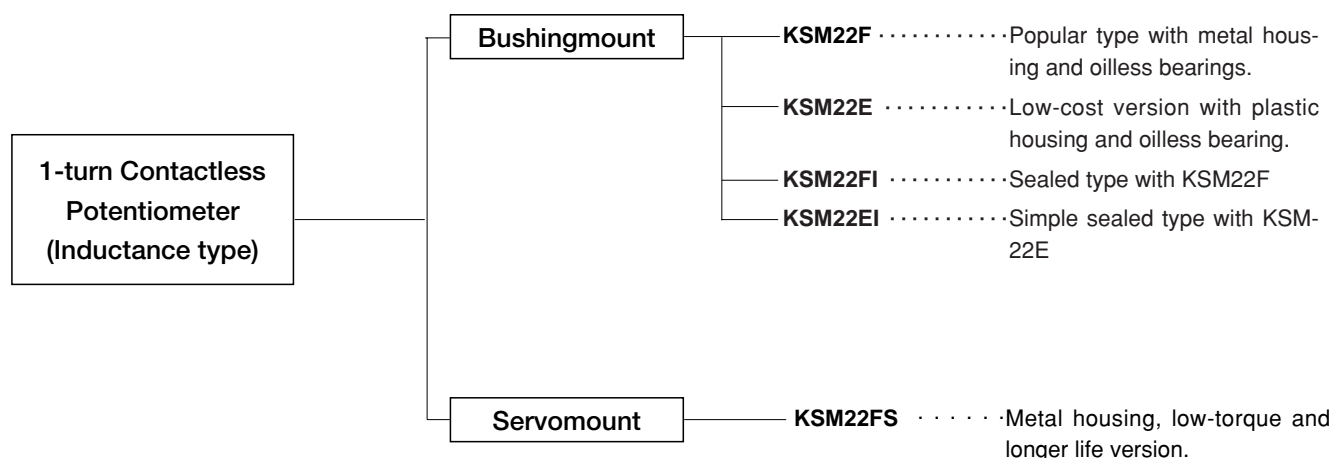 1-turn Contactless
Potentiometer
(Inductance type)
Bushingmount
KSM22F ············Popular type with metal hous-
ing and oilless bearings.
KSM22E ···········Low-cost version with plastic
housing and oilless bearing.
KSM22FI ···········Sealed type with KSM22F
KSM22EI ···········Simple sealed type with KSM-
22E
Servomount
KSM22FS ······Metal housing, low-torque and
longer life version.